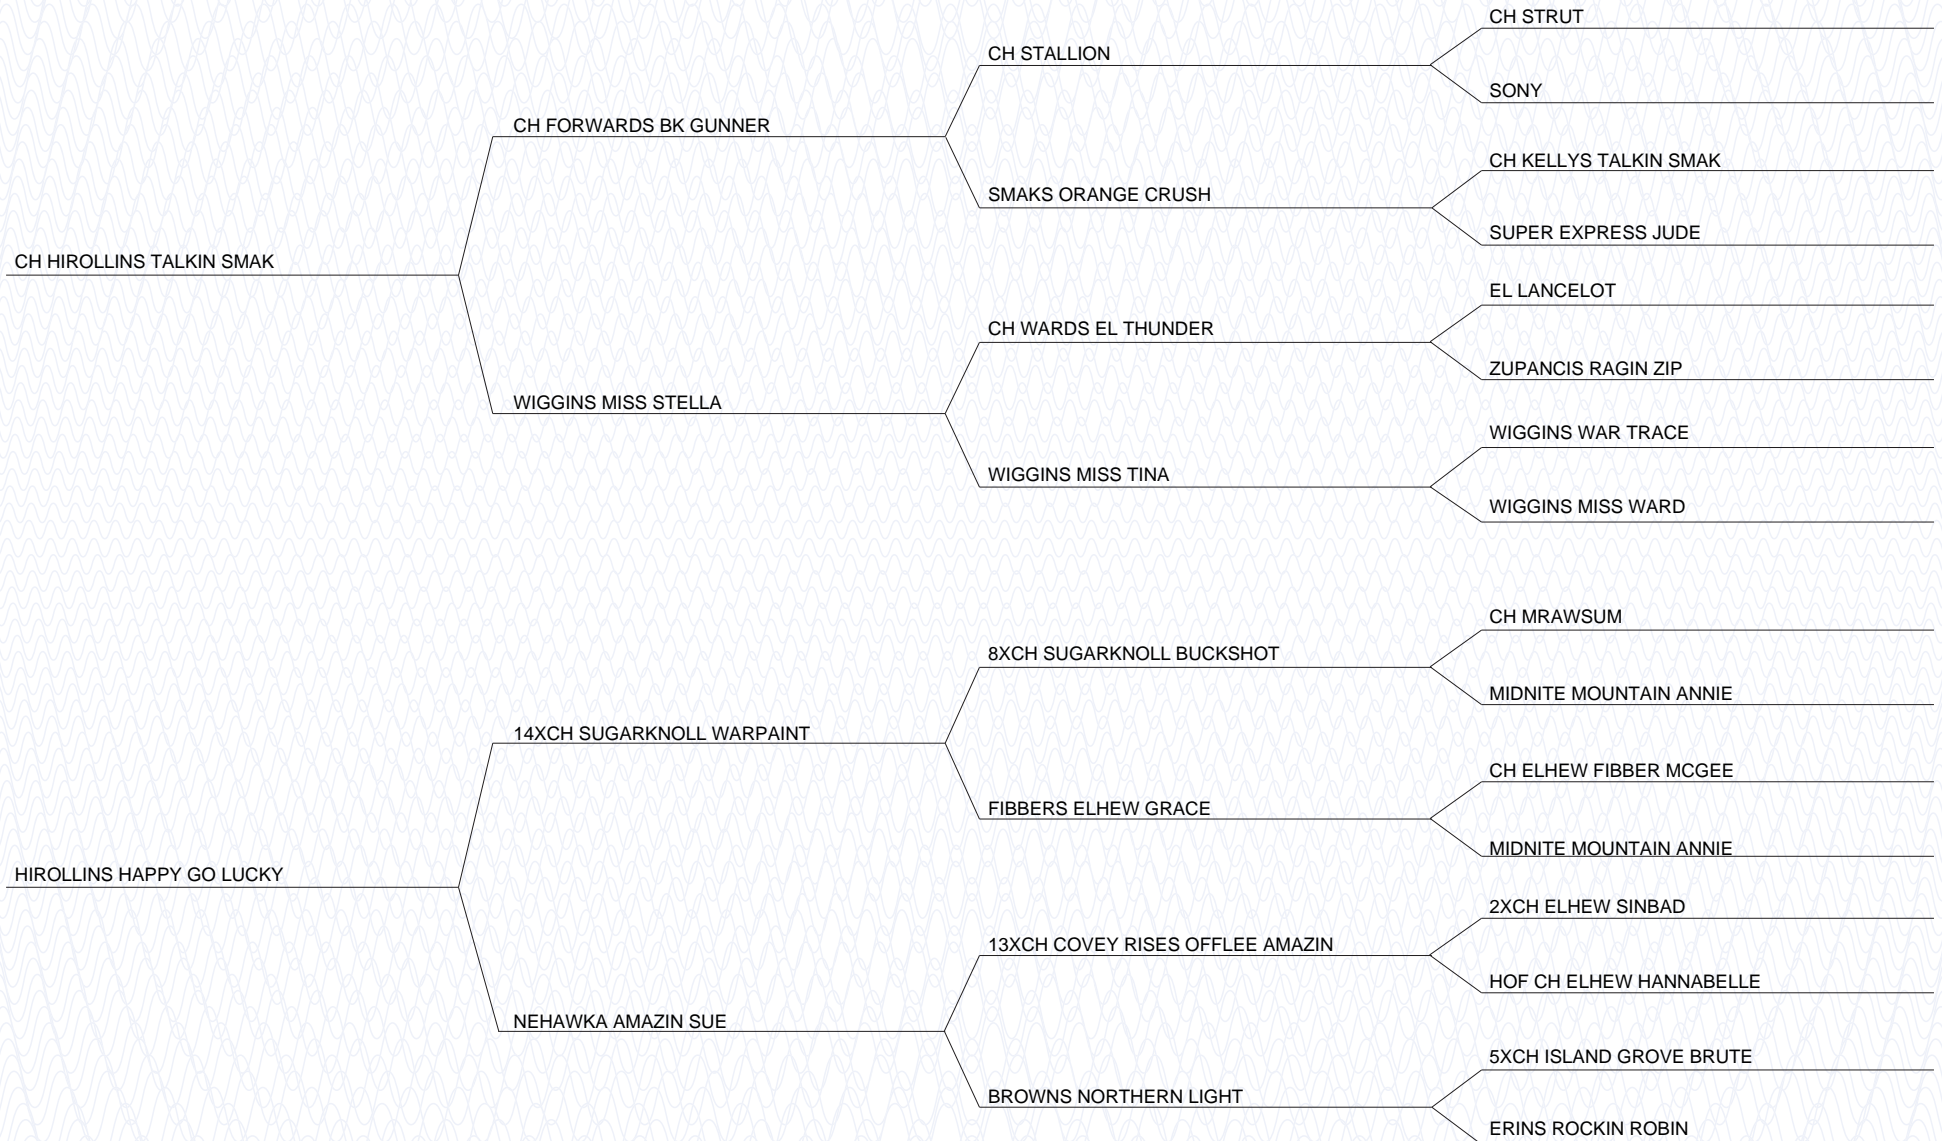 CH STRUT
CH STALLION
SONY
CH FORWARDS BK GUNNER
CH KELLYS TALKIN SMAK
SMAKS ORANGE CRUSH
SUPER EXPRESS JUDE
CH HIROLLINS TALKIN SMAK
EL LANCELOT
CH WARDS EL THUNDER
ZUPANCIS RAGIN ZIP
WIGGINS MISS STELLA
WIGGINS WAR TRACE
WIGGINS MISS TINA
WIGGINS MISS WARD
CH MRAWSUM
8XCH SUGARKNOLL BUCKSHOT
MIDNITE MOUNTAIN ANNIE
14XCH SUGARKNOLL WARPAINT
CH ELHEW FIBBER MCGEE
FIBBERS ELHEW GRACE
MIDNITE MOUNTAIN ANNIE
HIROLLINS HAPPY GO LUCKY
2XCH ELHEW SINBAD
13XCH COVEY RISES OFFLEE AMAZIN
HOF CH ELHEW HANNABELLE
NEHAWKA AMAZIN SUE
5XCH ISLAND GROVE BRUTE
BROWNS NORTHERN LIGHT
ERINS ROCKIN ROBIN